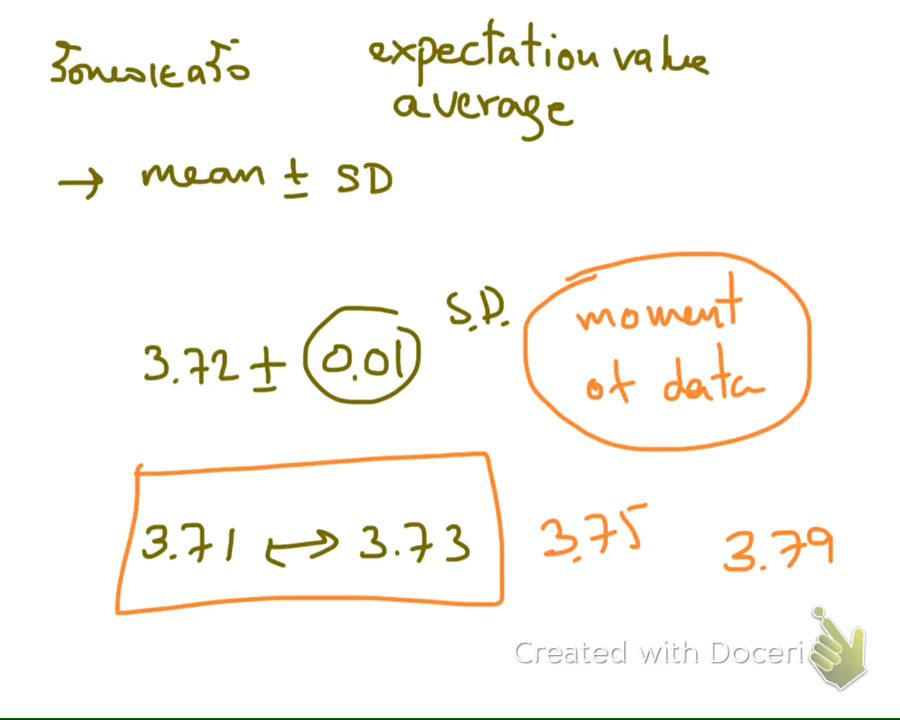 expectation value
average
→ mean ± SD
S.D.
3.72 ± 0.01
moment
of data
3.71 ↔ 3.73 3.75 3.79
Created with Doceri